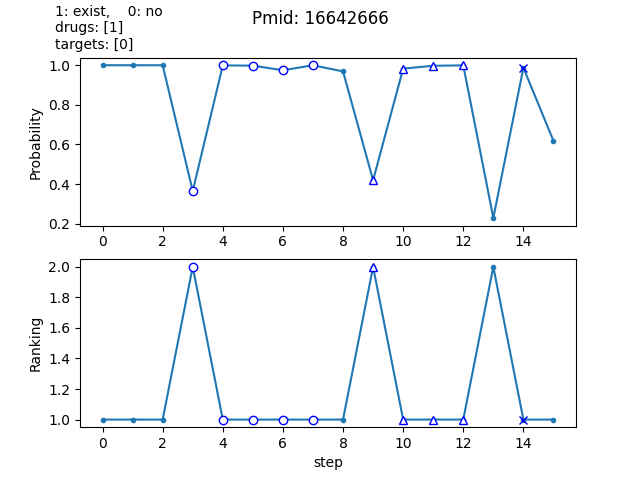 1: exist,    0: no
drugs: [1]
targets: [0]
Pmid: 16642666
1.0
0.8
0.6
0.4
0.2
Probability
0 2 4 6 8 10 12 14
2.0
1.8
1.6
1.4
1.2
1.0
Ranking
0 2 4 6 8 10 12 14
step